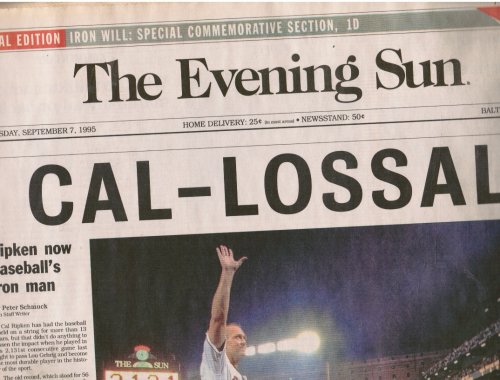 AL EDITION IRON WILL: SPECIAL COMMEMORATIVE SECTION, 1D
The Evening Sun
SDAY, SEPTEMBER 7, 1995
HOME DELIVERY: 25¢ • NEWSSTAND: 50¢
BALT
CAL-LOSSAL
ipken now
aseball's
ron man
Peter Schmuck
Staff Writer
Cal Ripken has had the baseball
on a string for more than 13
ars, but that didn't do anything to
the impact when he played in
2,131st consecutive game last
ght to pass Lou Gehrig and become
most durable player in the histo-
of the sport.
The old record, which stood for 56
THE SUN
2131